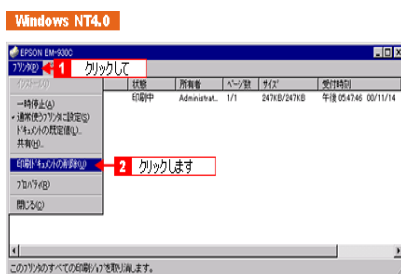 Windows NT4.0
EPSON EM-930C
プリンタ(P)
1 クリックして
状態 所有者 ページ数 サイズ 受付時刻
印刷中 Administrat... 1/1 247KB/247KB 午後 05:47:46 00/11/14
一時停止(A)
通常使うプリンタに設定(S)
ドキュメントの既定値(L)...
共有(H)...
印刷ドキュメントの削除(U)
2 クリックします
プロパティ(R)
閉じる(C)
このプリンタのすべての印刷ジョブを取り消します。